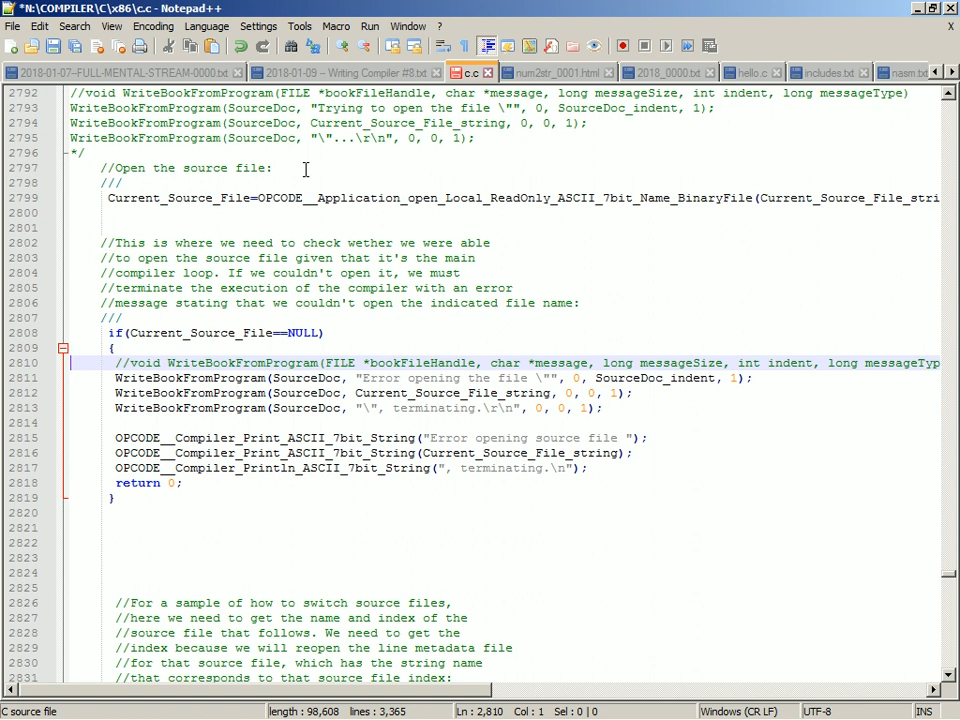 *N:\COMPILER\C\x86\c.c - Notepad++
File Edit Search View Encoding Language Settings Tools Macro Run Window ? X
2018-01-07-FULL-MENTAL-STREAM-0000.txt 2018-01-09 – Writing Compiler #8.txt c.c num2str_0001.html 2018_0000.txt hello.c includes.txt nasm.tx
2792 //void WriteBookFromProgram(FILE *bookFileHandle, char *message, long messageSize, int indent, long messageType)
2793 WriteBookFromProgram(SourceDoc, "Trying to open the file \"", 0, SourceDoc_indent, 1);
2794 WriteBookFromProgram(SourceDoc, Current_Source_File_string, 0, 0, 1);
2795 WriteBookFromProgram(SourceDoc, "\"...\r\n", 0, 0, 1);
2796 */
2797 //Open the source file:
2798 ///
2799 Current_Source_File=OPCODE__Application_open_Local_ReadOnly_ASCII_7bit_Name_BinaryFile(Current_Source_File_stri
2800
2801
2802 //This is where we need to check wether we were able
2803 //to open the source file given that it's the main
2804 //compiler loop. If we couldn't open it, we must
2805 //terminate the execution of the compiler with an error
2806 //message stating that we couldn't open the indicated file name:
2807 ///
2808 if(Current_Source_File==NULL)
2809 {
2810 //void WriteBookFromProgram(FILE *bookFileHandle, char *message, long messageSize, int indent, long messageTyp
2811 WriteBookFromProgram(SourceDoc, "Error opening the file \"", 0, SourceDoc_indent, 1);
2812 WriteBookFromProgram(SourceDoc, Current_Source_File_string, 0, 0, 1);
2813 WriteBookFromProgram(SourceDoc, "\", terminating.\r\n", 0, 0, 1);
2814
2815 OPCODE__Compiler_Print_ASCII_7bit_String("Error opening source file ");
2816 OPCODE__Compiler_Print_ASCII_7bit_String(Current_Source_File_string);
2817 OPCODE__Compiler_Println_ASCII_7bit_String(", terminating.\n");
2818 return 0;
2819 }
2820
2821
2822
2823
2824
2825
2826 //For a sample of how to switch source files,
2827 //here we need to get the name and index of the
2828 //source file that follows. We need to get the
2829 //index because we will reopen the line metadata file
2830 //for that source file, which has the string name
2831 //that corresponds to that source file index:
C source file length : 98,608 lines : 3,365 Ln : 2,810 Col : 1 Sel : 0 | 0 Windows (CR LF) UTF-8 INS